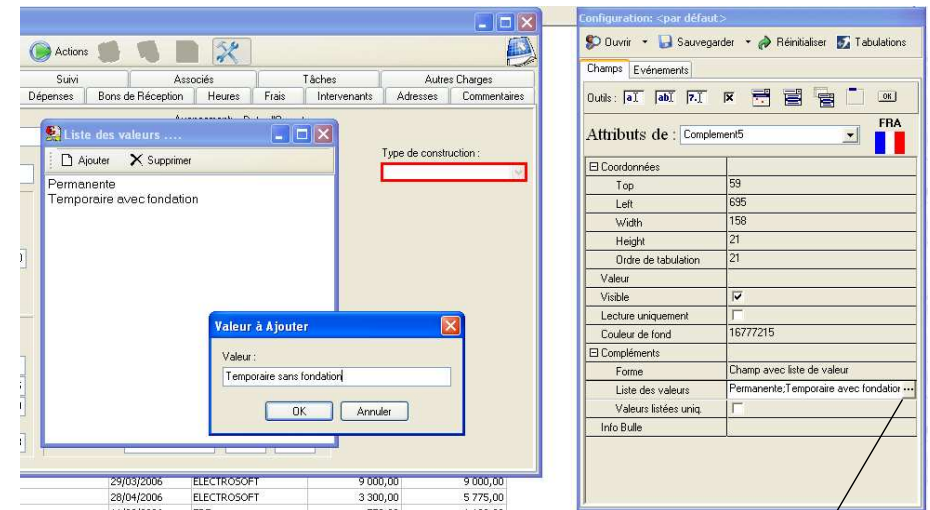 Configuration: <par défaut>
Actions
Ouvrir Sauvegarder Réinitialiser Tabulations
Suivi Associés Tâches Autres Charges
Dépenses Bons de Réception Heures Frais Intervenants Adresses Commentaires
Champs Evénements
Outils :
OK
Liste des valeurs ....
Ajouter Supprimer
Permanente
Temporaire avec fondation
Type de construction :
Attributs de : Complement5
FRA
Coordonnées
Top 59
Left 695
Width 158
Height 21
Ordre de tabulation 21
Valeur
Visible
Lecture uniquement
Couleur de fond 16777215
Compléments
Forme Champ avec liste de valeur
Liste des valeurs Permanente;Temporaire avec fondation ...
Valeurs listées uniq.
Info Bulle
Valeur à Ajouter
Valeur :
Temporaire sans fondation
OK Annuler
29/03/2006 ELECTROSOFT 9 000,00 9 000,00
28/04/2006 ELECTROSOFT 3 300,00 5 775,00